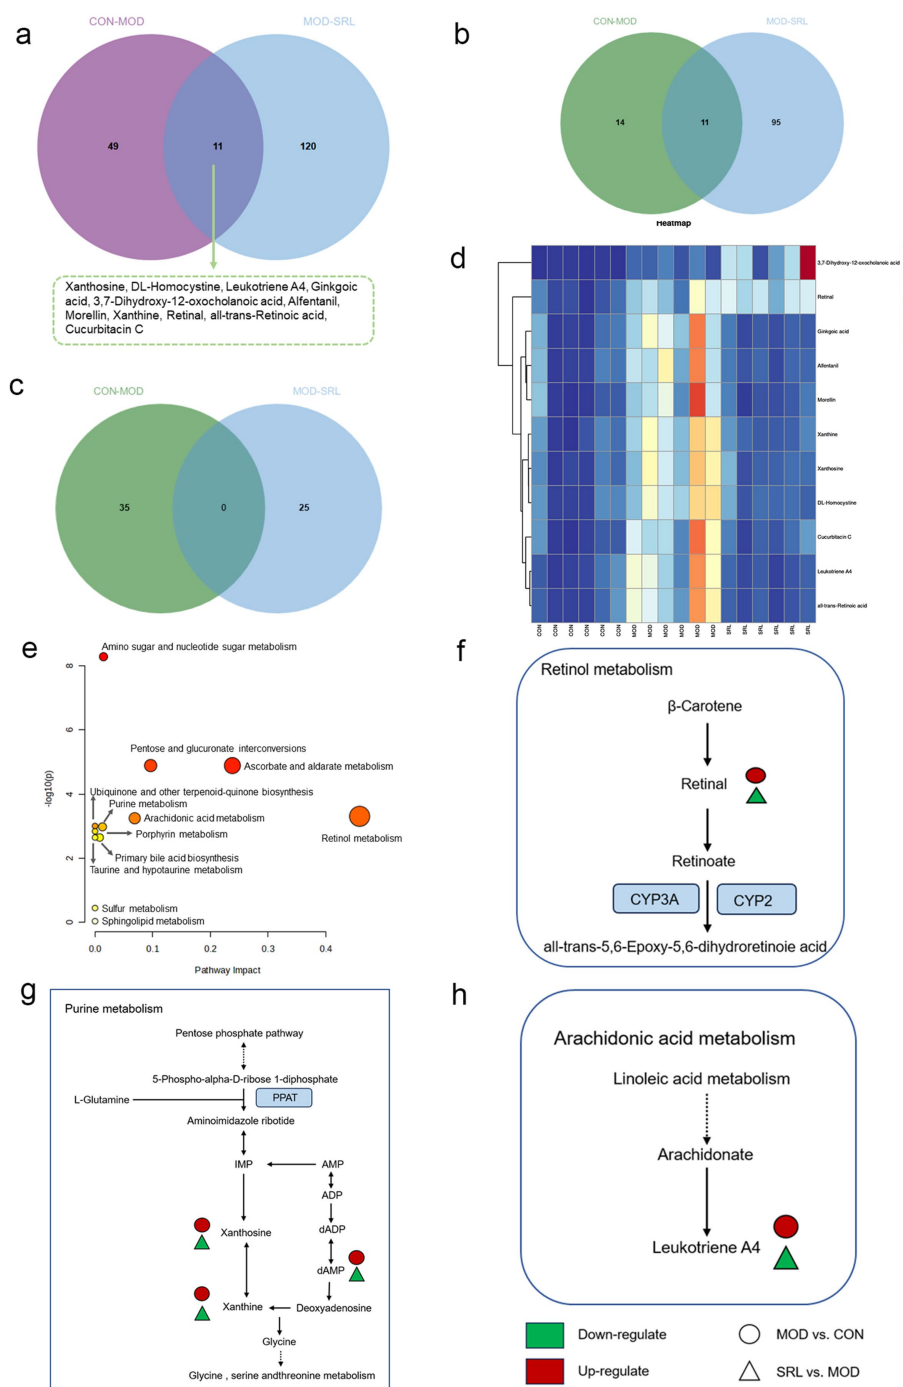 a
CON-MOD
MOD-SRL
49
11
120
Xanthosine, DL-Homocystine, Leukotriene A4, Ginkgoic
acid, 3,7-Dihydroxy-12-oxocholanoic acid, Alfentanil,
Morellin, Xanthine, Retinal, all-trans-Retinoic acid,
Cucurbitacin C
b
CON-MOD
MOD-SRL
14
11
95
c
CON-MOD
MOD-SRL
35
0
25
Heatmap
d
3,7-Dihydroxy-12-oxocholanoic acid
Retinal
Ginkgoic acid
Alfentanil
Morellin
Xanthine
Xanthosine
DL-Homocystine
Cucurbitacin C
Leukotriene A4
all-trans-Retinoic acid
CON CON CON CON CON CON MOD MOD MOD MOD MOD MOD SRL SRL SRL SRL SRL SRL
e
Amino sugar and nucleotide sugar metabolism
Pentose and glucuronate interconversions
Ascorbate and aldarate metabolism
Ubiquinone and other terpenoid-quinone biosynthesis
Purine metabolism
Arachidonic acid metabolism
Porphyrin metabolism
Retinol metabolism
Primary bile acid biosynthesis
Taurine and hypotaurine metabolism
Sulfur metabolism
Sphingolipid metabolism
-log10(p)
8
6
4
2
0
0.0 0.1 0.2 0.3 0.4
Pathway Impact
f
Retinol metabolism
β-Carotene
Retinal
Retinoate
CYP3A
CYP2
all-trans-5,6-Epoxy-5,6-dihydroretinoie acid
g
Purine metabolism
Pentose phosphate pathway
5-Phospho-alpha-D-ribose 1-diphosphate
L-Glutamine
PPAT
Aminoimidazole ribotide
IMP
AMP
ADP
Xanthosine
dADP
dAMP
Xanthine
Deoxyadenosine
Glycine
Glycine , serine andthreonine metabolism
h
Arachidonic acid metabolism
Linoleic acid metabolism
Arachidonate
Leukotriene A4
Down-regulate
MOD vs. CON
Up-regulate
SRL vs. MOD